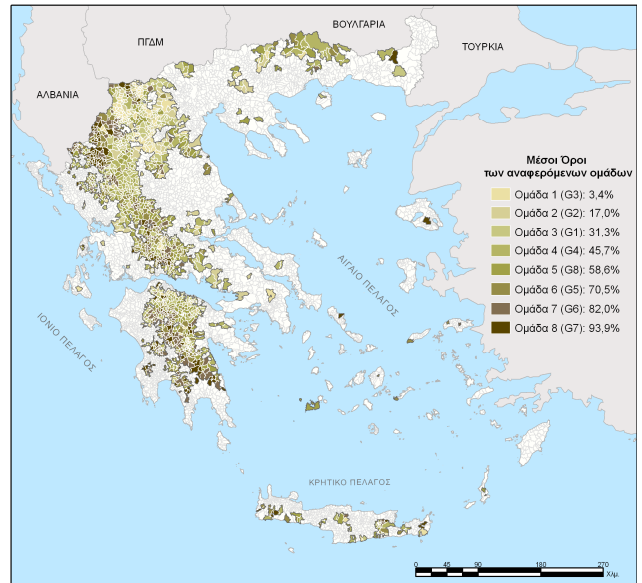 ΒΟΥΛΓΑΡΙΑ
ΠΓΔΜ
ΤΟΥΡΚΙΑ
ΑΛΒΑΝΙΑ
Μέσοι Όροι
των αναφερόμενων ομάδων
Ομάδα 1 (G3): 3,4%
Ομάδα 2 (G2): 17,0%
Ομάδα 3 (G1): 31,3%
Ομάδα 4 (G4): 45,7%
Ομάδα 5 (G8): 58,6%
Ομάδα 6 (G5): 70,5%
Ομάδα 7 (G6): 82,0%
Ομάδα 8 (G7): 93,9%
ΑΙΓΑΙΟ ΠΕΛΑΓΟΣ
ΙΟΝΙΟ ΠΕΛΑΓΟΣ
ΚΡΗΤΙΚΟ ΠΕΛΑΓΟΣ
0 45 90 180 270
Χλμ.